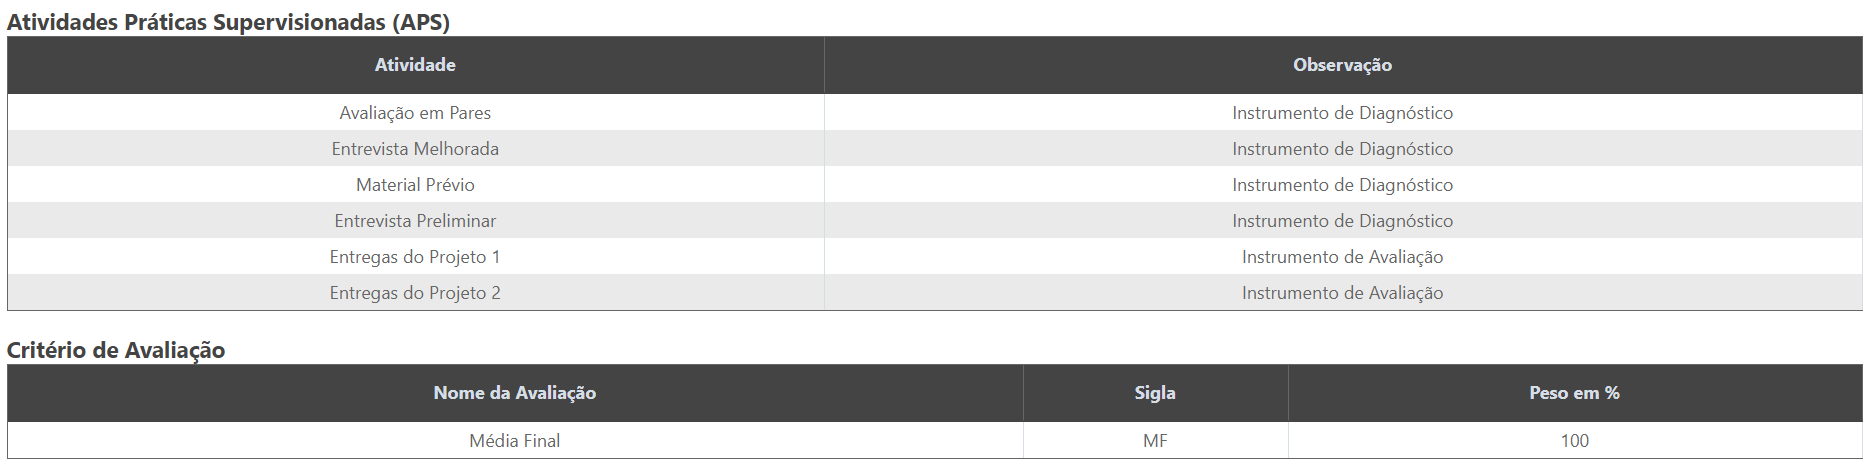 Atividades Práticas Supervisionadas (APS)
Atividade Observação
Avaliação em Pares Instrumento de Diagnóstico
Entrevista Melhorada Instrumento de Diagnóstico
Material Prévio Instrumento de Diagnóstico
Entrevista Preliminar Instrumento de Diagnóstico
Entregas do Projeto 1 Instrumento de Avaliação
Entregas do Projeto 2 Instrumento de Avaliação
Critério de Avaliação
Nome da Avaliação Sigla Peso em %
Média Final MF 100